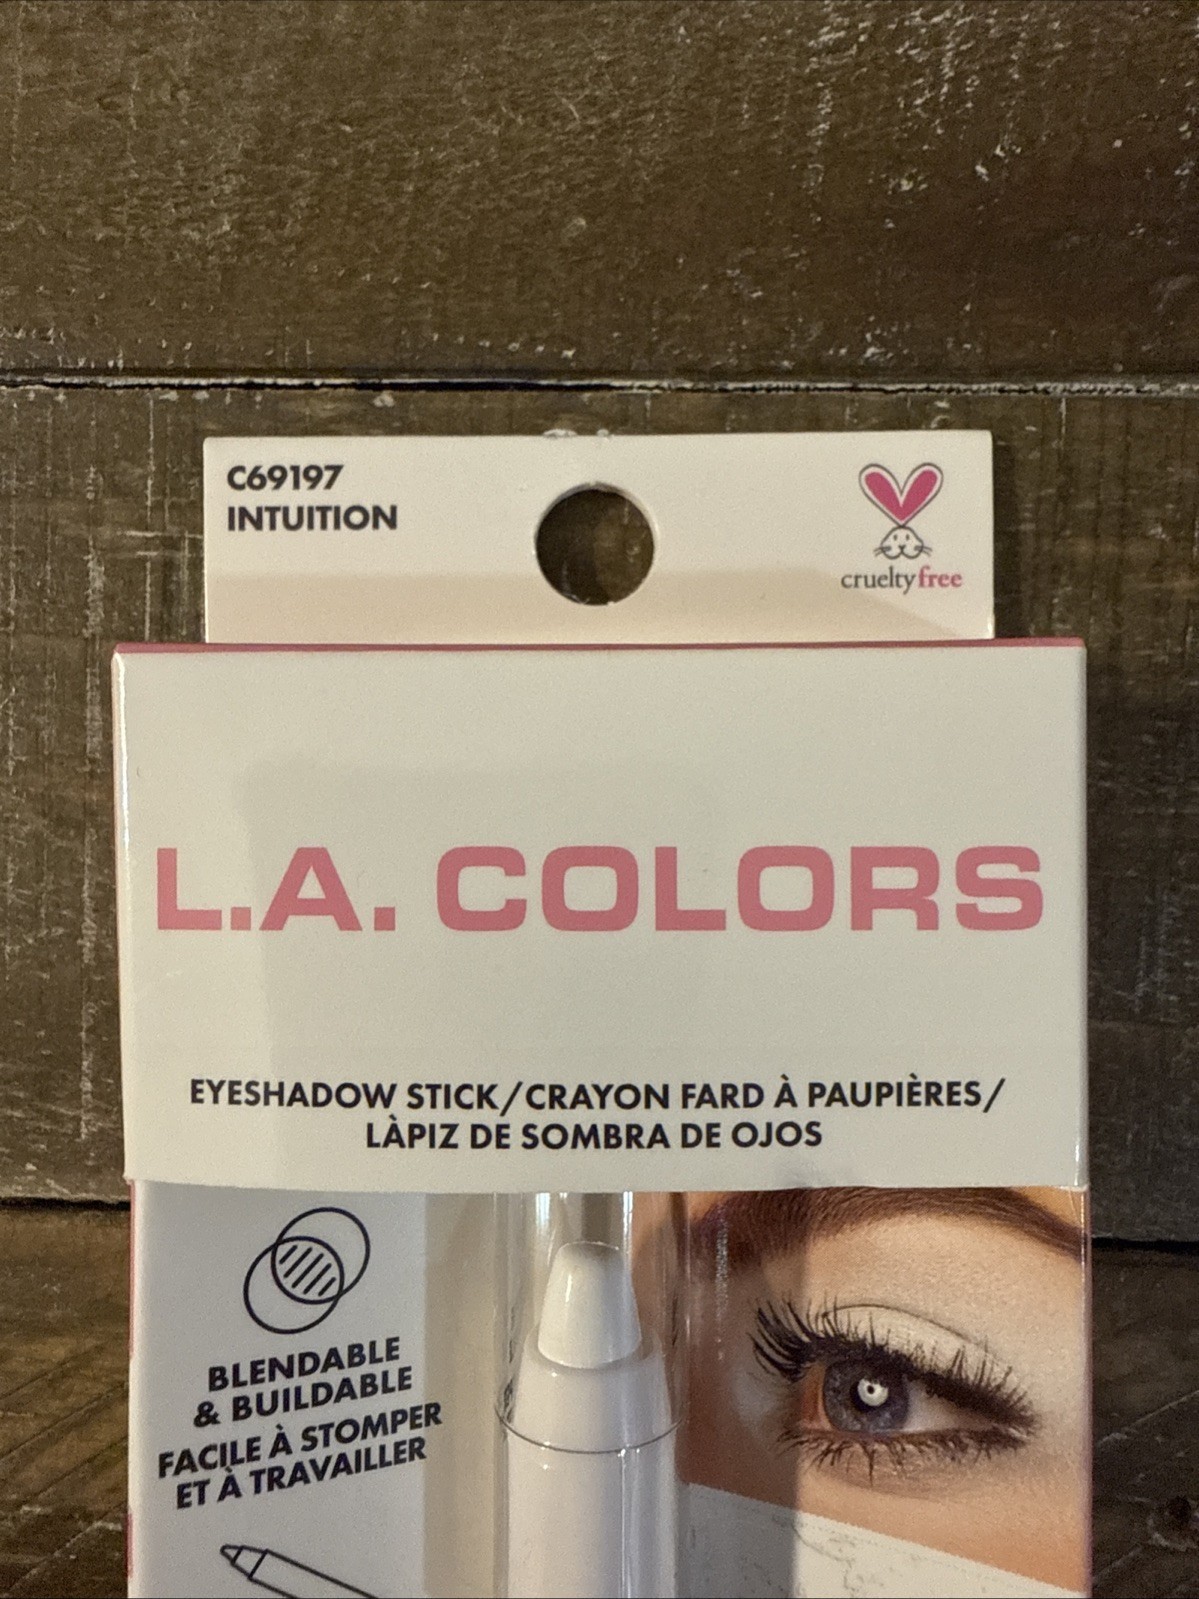 C69197
INTUITION
cruelty free
L.A. COLORS
EYESHADOW STICK/CRAYON FARD À PAUPIÈRES/
LÀPIZ DE SOMBRA DE OJOS
BLENDABLE
& BUILDABLE
FACILE À STOMPER
ET À TRAVAILLER